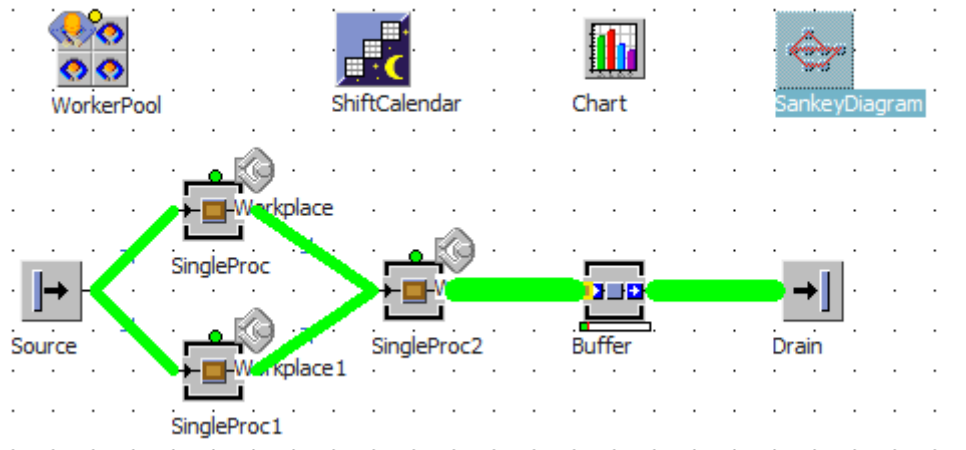 WorkerPool
ShiftCalendar
Chart
SankeyDiagram
Workplace
SingleProc
Source
Workplace1
SingleProc1
W
SingleProc2
Buffer
Drain